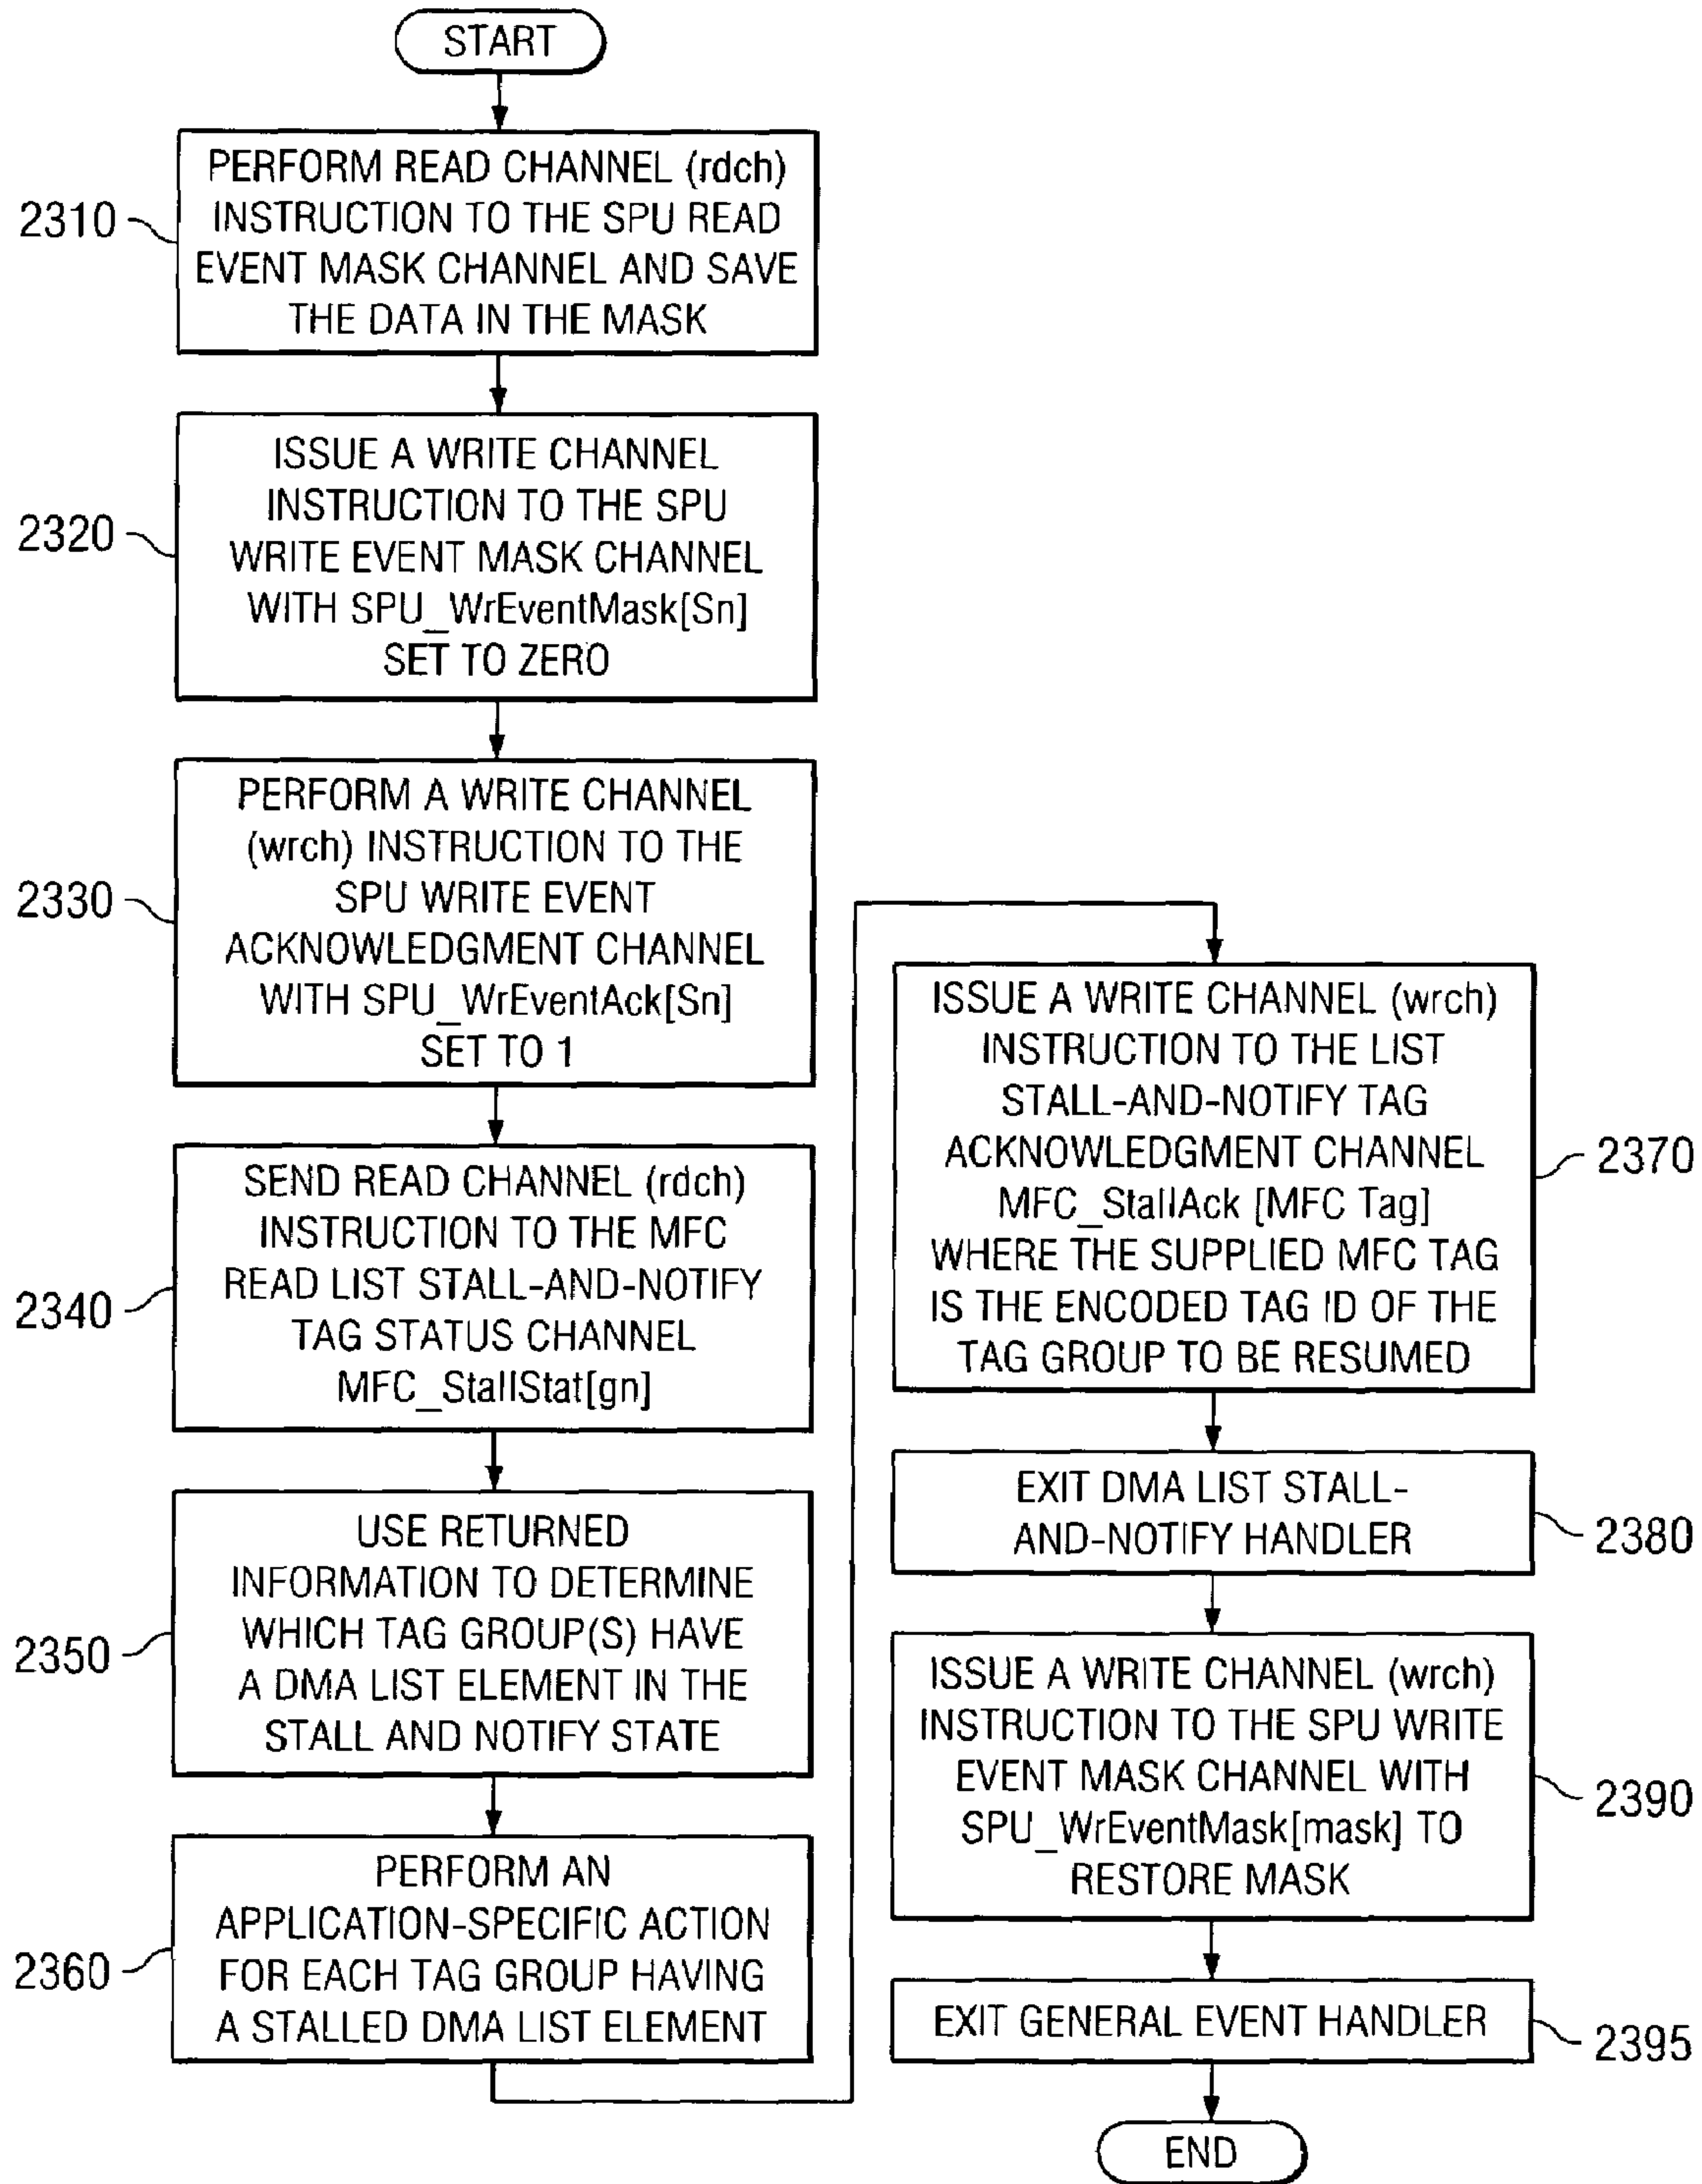 START
2310
PERFORM READ CHANNEL (rdch)
INSTRUCTION TO THE SPU READ
EVENT MASK CHANNEL AND SAVE
THE DATA IN THE MASK
2320
ISSUE A WRITE CHANNEL
INSTRUCTION TO THE SPU
WRITE EVENT MASK CHANNEL
WITH SPU_WrEventMask[Sn]
SET TO ZERO
2330
PERFORM A WRITE CHANNEL
(wrch) INSTRUCTION TO THE
SPU WRITE EVENT
ACKNOWLEDGMENT CHANNEL
WITH SPU_WrEventAck[Sn]
SET TO 1
2340
SEND READ CHANNEL (rdch)
INSTRUCTION TO THE MFC
READ LIST STALL-AND-NOTIFY
TAG STATUS CHANNEL
MFC_StallStat[gn]
2350
USE RETURNED
INFORMATION TO DETERMINE
WHICH TAG GROUP(S) HAVE
A DMA LIST ELEMENT IN THE
STALL AND NOTIFY STATE
2360
PERFORM AN
APPLICATION-SPECIFIC ACTION
FOR EACH TAG GROUP HAVING
A STALLED DMA LIST ELEMENT
ISSUE A WRITE CHANNEL (wrch)
INSTRUCTION TO THE LIST
STALL-AND-NOTIFY TAG
ACKNOWLEDGMENT CHANNEL
MFC_StallAck [MFC Tag]
WHERE THE SUPPLIED MFC TAG
IS THE ENCODED TAG ID OF THE
TAG GROUP TO BE RESUMED
2370
EXIT DMA LIST STALL-
AND-NOTIFY HANDLER
2380
ISSUE A WRITE CHANNEL (wrch)
INSTRUCTION TO THE SPU WRITE
EVENT MASK CHANNEL WITH
SPU_WrEventMask[mask] TO
RESTORE MASK
2390
EXIT GENERAL EVENT HANDLER
2395
END